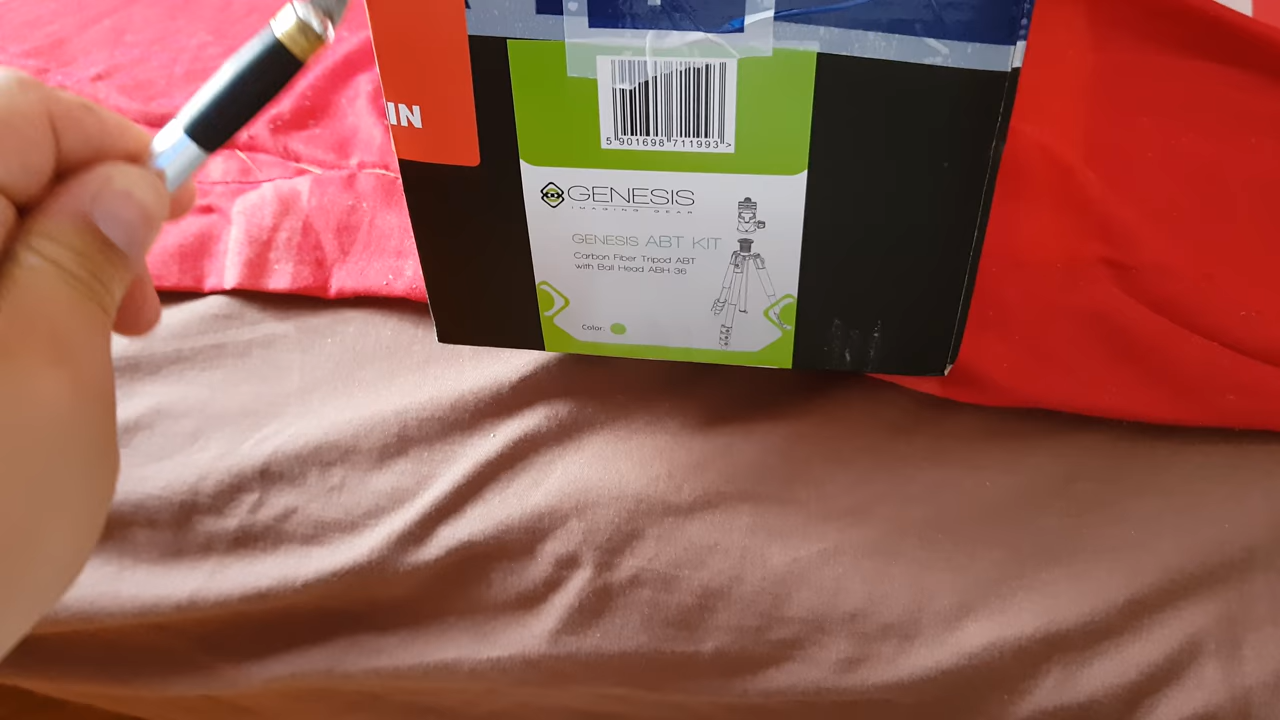 IN
5 901698 711993 >
GENESIS
IMAGING GEAR
GENESIS ABT KIT
Carbon Fiber Tripod ABT
with Ball Head ABH-36
Color: